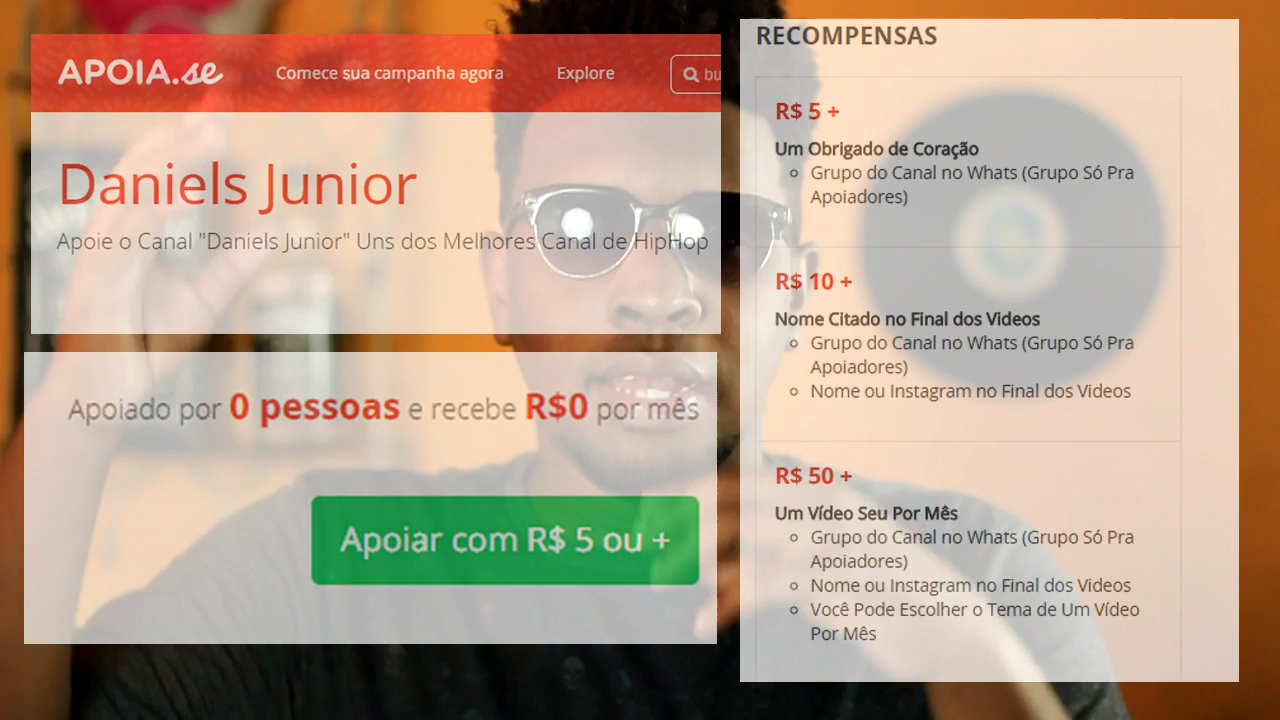 APOIA.se
Comece sua campanha agora
Explore
bu
Daniels Junior
Apoie o Canal "Daniels Junior" Uns dos Melhores Canal de HipHop
Apoiado por 0 pessoas e recebe R$0 por mês
Apoiar com R$ 5 ou +
RECOMPENSAS
R$ 5 +
Um Obrigado de Coração
Grupo do Canal no Whats (Grupo Só Pra
Apoiadores)
R$ 10 +
Nome Citado no Final dos Videos
Grupo do Canal no Whats (Grupo Só Pra
Apoiadores)
Nome ou Instagram no Final dos Videos
R$ 50 +
Um Vídeo Seu Por Mês
Grupo do Canal no Whats (Grupo Só Pra
Apoiadores)
Nome ou Instagram no Final dos Videos
Você Pode Escolher o Tema de Um Vídeo
Por Mês